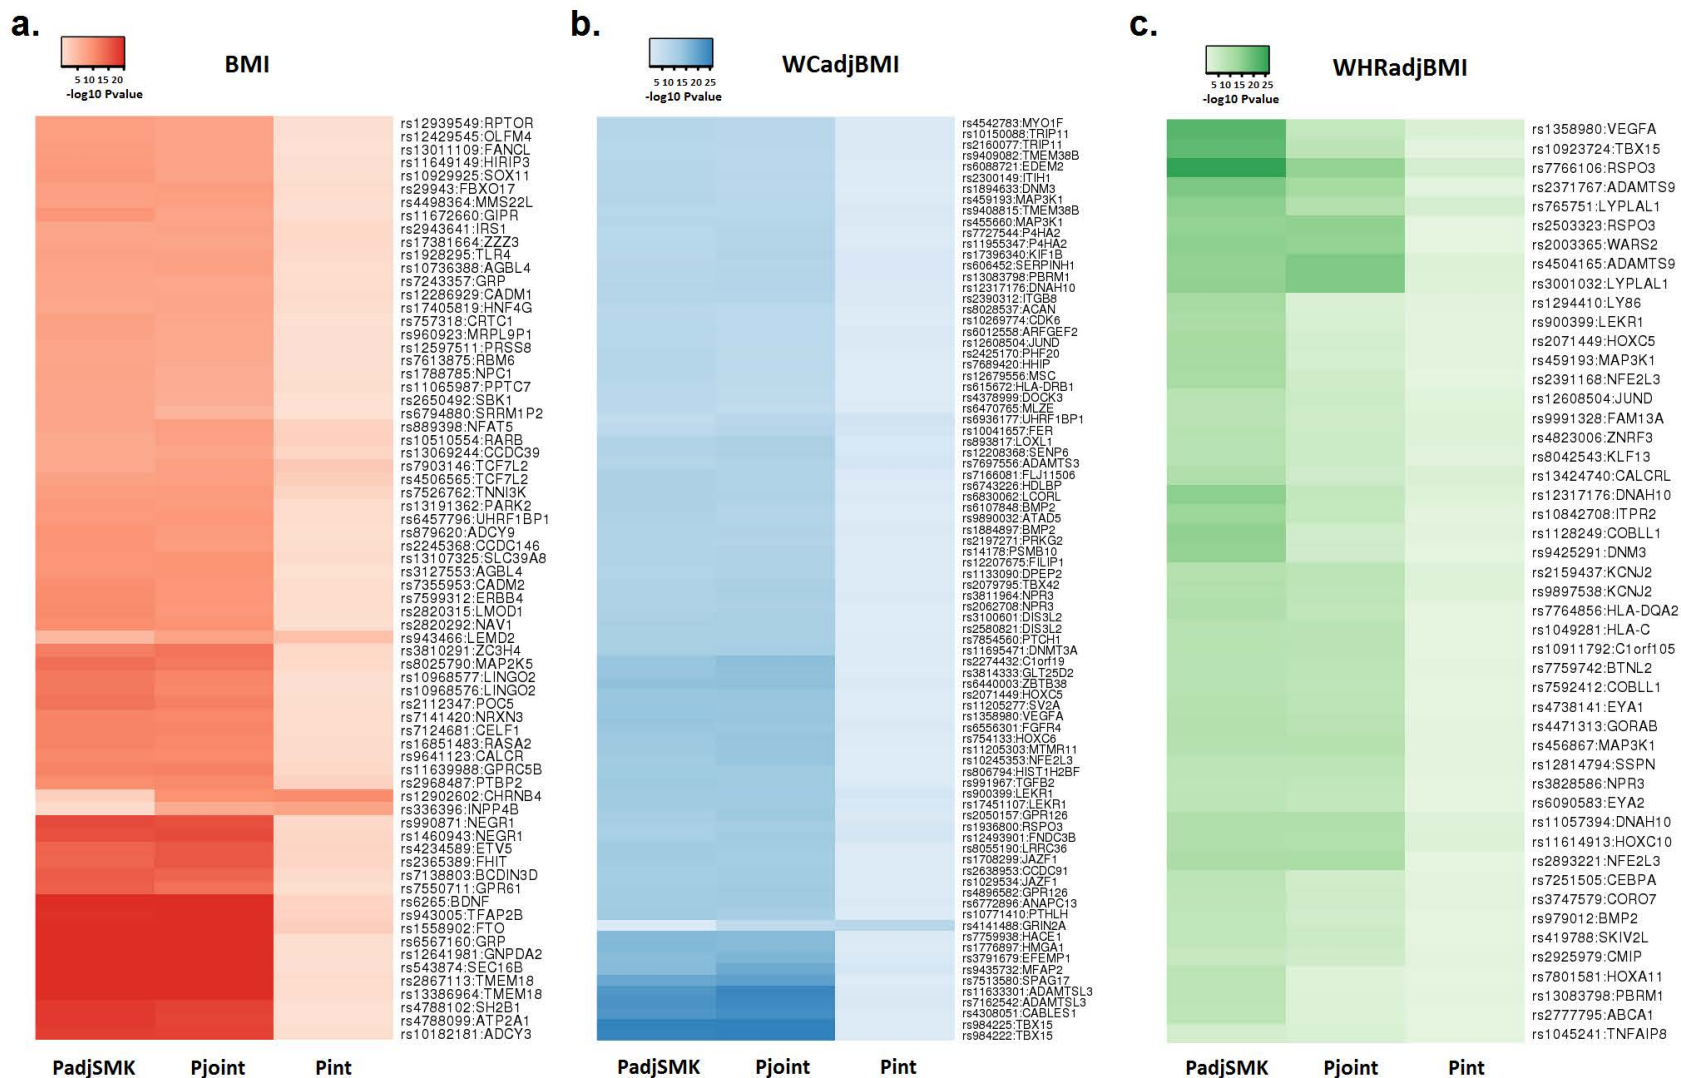 a.
5 10 15 20
-log10 Pvalue
BMI
rs12939549:RPTOR
rs12429545:OLFM4
rs13011109:FANCL
rs11649149:HIRIP3
rs10929925:SOX11
rs29943:FBXO17
rs4498364:MMS22L
rs11672660:GIPR
rs2943641:IRS1
rs17381664:ZZZ3
rs1928295:TLR4
rs10736388:AGBL4
rs7243357:GRP
rs12286929:CADM1
rs17405819:HNF4G
rs757318:CRTC1
rs960923:MRPL9P1
rs12597511:PRSS8
rs7613875:RBM6
rs1788785:NPC1
rs11065987:PPTC7
rs2650492:SBK1
rs6794880:SRRM1P2
rs889398:NFAT5
rs10510554:RARB
rs13069244:CCDC39
rs7903146:TCF7L2
rs4506565:TCF7L2
rs7526762:TNNI3K
rs13191362:PARK2
rs6457796:UHRF1BP1
rs879620:ADCY9
rs2245368:CCDC146
rs13107325:SLC39A8
rs3127553:AGBL4
rs7355953:CADM2
rs7599312:ERBB4
rs2820315:LMOD1
rs2820292:NAV1
rs943466:LEMD2
rs3810291:ZC3H4
rs8025790:MAP2K5
rs10968577:LINGO2
rs10968576:LINGO2
rs2112347:POC5
rs7141420:NRXN3
rs7124681:CELF1
rs16851483:RASA2
rs9641123:CALCR
rs11639988:GPRC5B
rs2968487:PTBP2
rs12902602:CHRNB4
rs336396:INPP4B
rs990871:NEGR1
rs1460943:NEGR1
rs4234589:ETV5
rs2365389:FHIT
rs7138803:BCDIN3D
rs7550711:GPR61
rs6265:BDNF
rs943005:TFAP2B
rs1558902:FTO
rs6567160:GRP
rs12641981:GNPDA2
rs543874:SEC16B
rs2867113:TMEM18
rs13386964:TMEM18
rs4788102:SH2B1
rs4788099:ATP2A1
rs10182181:ADCY3
PadjSMK Pjoint Pint
b.
5 10 15 20 25
-log10 Pvalue
WCadjBMI
rs4542783:MYO1F
rs10150088:TRIP11
rs2160077:TRIP11
rs9409082:TMEM38B
rs6088721:EDEM2
rs2300149:ITIH1
rs1894633:DNM3
rs459193:MAP3K1
rs9408815:TMEM38B
rs455660:MAP3K1
rs7727544:P4HA2
rs11955347:P4HA2
rs17396340:KIF1B
rs606452:SERPINH1
rs13083798:PBRM1
rs12317176:DNAH10
rs2390312:ITGB8
rs8028537:ACAN
rs10269774:CDK6
rs6012558:ARFGEF2
rs12608504:JUND
rs2425170:PHF20
rs7689420:HHIP
rs12679556:MSC
rs615672:HLA-DRB1
rs4378999:DOCK3
rs6470765:MLZE
rs6936177:UHRF1BP1
rs10041657:FER
rs893817:LOXL1
rs12208368:SENP6
rs7697556:ADAMTS3
rs7166081:FLJ11506
rs6743226:HDLBP
rs6830062:LCORL
rs6107848:BMP2
rs9890032:ATAD5
rs1884897:BMP2
rs2197271:PRKG2
rs14178:PSMB10
rs12207675:FILIP1
rs1133090:DPEP2
rs2079795:TBX42
rs3811964:NPR3
rs2062708:NPR3
rs3100601:DIS3L2
rs2580821:DIS3L2
rs7854560:PTCH1
rs11695471:DNMT3A
rs2274432:C1orf19
rs3814333:GLT25D2
rs6440003:ZBTB38
rs2071449:HOXC5
rs11205277:SV2A
rs1358980:VEGFA
rs6556301:FGFR4
rs754133:HOXC6
rs11205303:MTMR11
rs10245353:NFE2L3
rs806794:HIST1H2BF
rs991967:TGFB2
rs900399:LEKR1
rs17451107:LEKR1
rs2050157:GPR126
rs1936800:RSPO3
rs12493901:FNDC3B
rs8055190:LRRC36
rs1708299:JAZF1
rs2638953:CCDC91
rs1029534:JAZF1
rs4896582:GPR126
rs6772896:ANAPC13
rs10771410:PTHLH
rs4141488:GRIN2A
rs7759938:HACE1
rs1776897:HMGA1
rs3791679:EFEMP1
rs9435732:MFAP2
rs7513580:SPAG17
rs11633301:ADAMTSL3
rs7162542:ADAMTSL3
rs4308051:CABLES1
rs984225:TBX15
rs984222:TBX15
PadjSMK Pjoint Pint
c.
5 10 15 20 25
-log10 Pvalue
WHRadjBMI
rs1358980:VEGFA
rs10923724:TBX15
rs7766106:RSPO3
rs2371767:ADAMTS9
rs765751:LYPLAL1
rs2503323:RSPO3
rs2003365:WARS2
rs4504165:ADAMTS9
rs3001032:LYPLAL1
rs1294410:LY86
rs900399:LEKR1
rs2071449:HOXC5
rs459193:MAP3K1
rs2391168:NFE2L3
rs12608504:JUND
rs9991328:FAM13A
rs4823006:ZNRF3
rs8042543:KLF13
rs13424740:CALCRL
rs12317176:DNAH10
rs10842708:ITPR2
rs1128249:COBLL1
rs9425291:DNM3
rs2159437:KCNJ2
rs9897538:KCNJ2
rs7764856:HLA-DQA2
rs1049281:HLA-C
rs10911792:C1orf105
rs7759742:BTNL2
rs7592412:COBLL1
rs4738141:EYA1
rs4471313:GORAB
rs456867:MAP3K1
rs12814794:SSPN
rs3828586:NPR3
rs6090583:EYA2
rs11057394:DNAH10
rs11614913:HOXC10
rs2893221:NFE2L3
rs7251505:CEBPA
rs3747579:CORO7
rs979012:BMP2
rs419788:SKIV2L
rs2925979:CMIP
rs7801581:HOXA11
rs13083798:PBRM1
rs2777795:ABCA1
rs1045241:TNFAIP8
PadjSMK Pjoint Pint